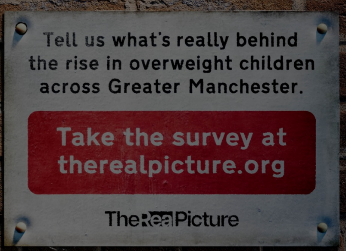 Tell us what's really behind
the rise in overweight children
across Greater Manchester.
Take the survey at
therealpicture.org
TheRealPicture